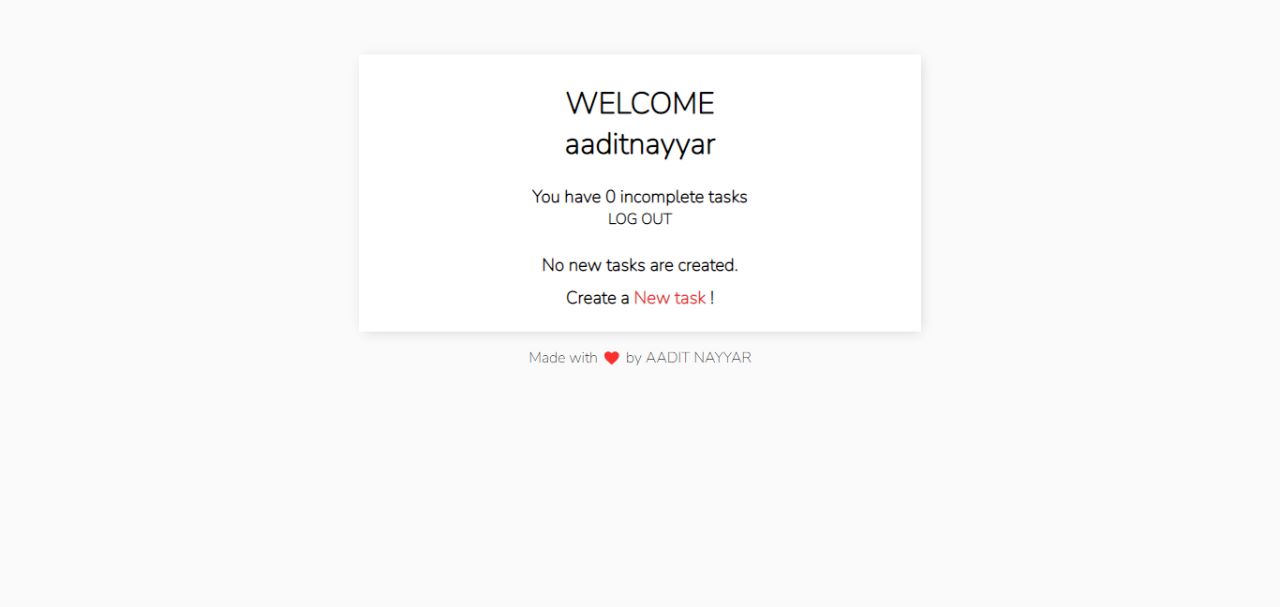 WELCOME
aaditnayyar
You have 0 incomplete tasks
LOG OUT
No new tasks are created.
Create a New task !
Made with ❤ by AADIT NAYYAR